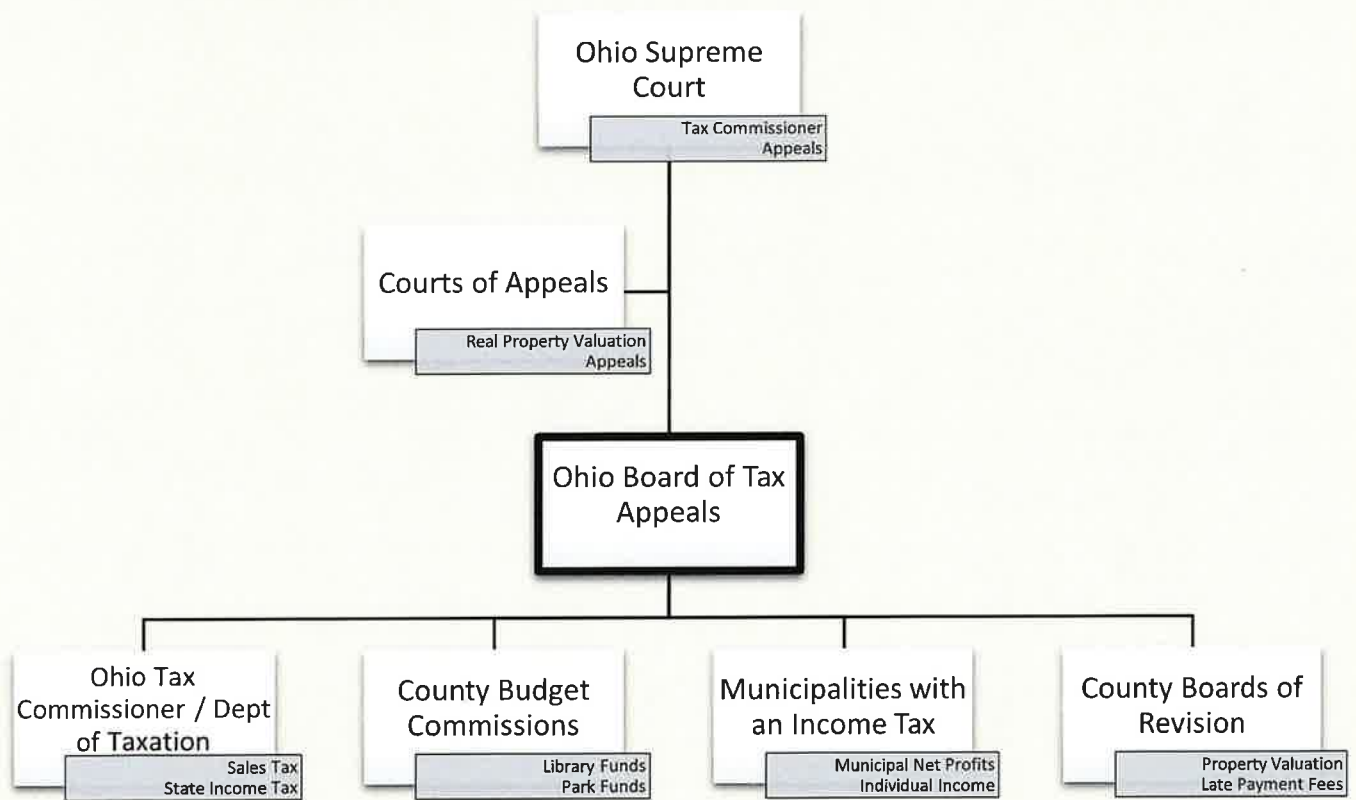 Ohio Supreme
Court
Tax Commissioner
Appeals
Courts of Appeals
Real Property Valuation
Appeals
Ohio Board of Tax
Appeals
Ohio Tax
Commissioner / Dept
of Taxation
Sales Tax
State Income Tax
County Budget
Commissions
Library Funds
Park Funds
Municipalities with
an Income Tax
Municipal Net Profits
Individual Income
County Boards of
Revision
Property Valuation
Late Payment Fees